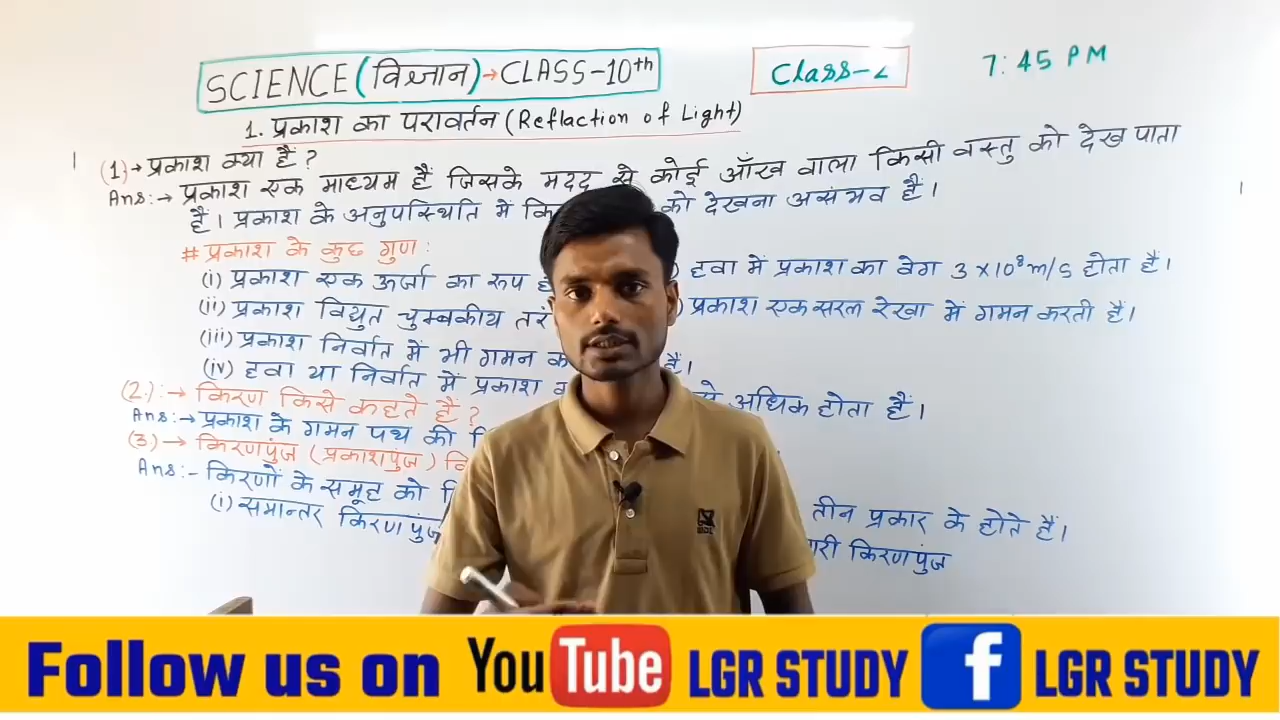 SCIENCE (विज्ञान) → CLASS-10th
Class-2
7:45 PM
1. प्रकाश का परावर्तन (Reflaction of Light)
(1) → प्रकाश क्या हैं ?
Ans:→ प्रकाश एक माध्यम हैं जिसके मदद से कोई आँख वाला किसी वस्तु को देख पाता
हैं। प्रकाश के अनुपस्थिति में को देखना असंभव हैं।
# प्रकाश के कुछ गुण:
(i) प्रकाश एक ऊर्जा का रुप ) हवा में प्रकाश का वेग 3 x10⁸ m/s होता हैं।
(ii) प्रकाश विद्युत चुम्बकीय ) प्रकाश एक सरल रेखा में गमन करती हैं।
(iii) प्रकाश निर्वात में भी गमन हैं।
(iv) हवा या निर्वात में प्रकाश अधिक होता हैं।
(2):→ किरण किसे कहते हैं ?
Ans:→ प्रकाश के गमन पथ को
(3) → किरणपुंज (प्रकाशपुंज)
Ans:- किरणों के समूह को तीन प्रकार के होते हैं।
(i) समान्तर किरणपुंज किरणपुंज
Follow us on YouTube LGR STUDY f LGR STUDY